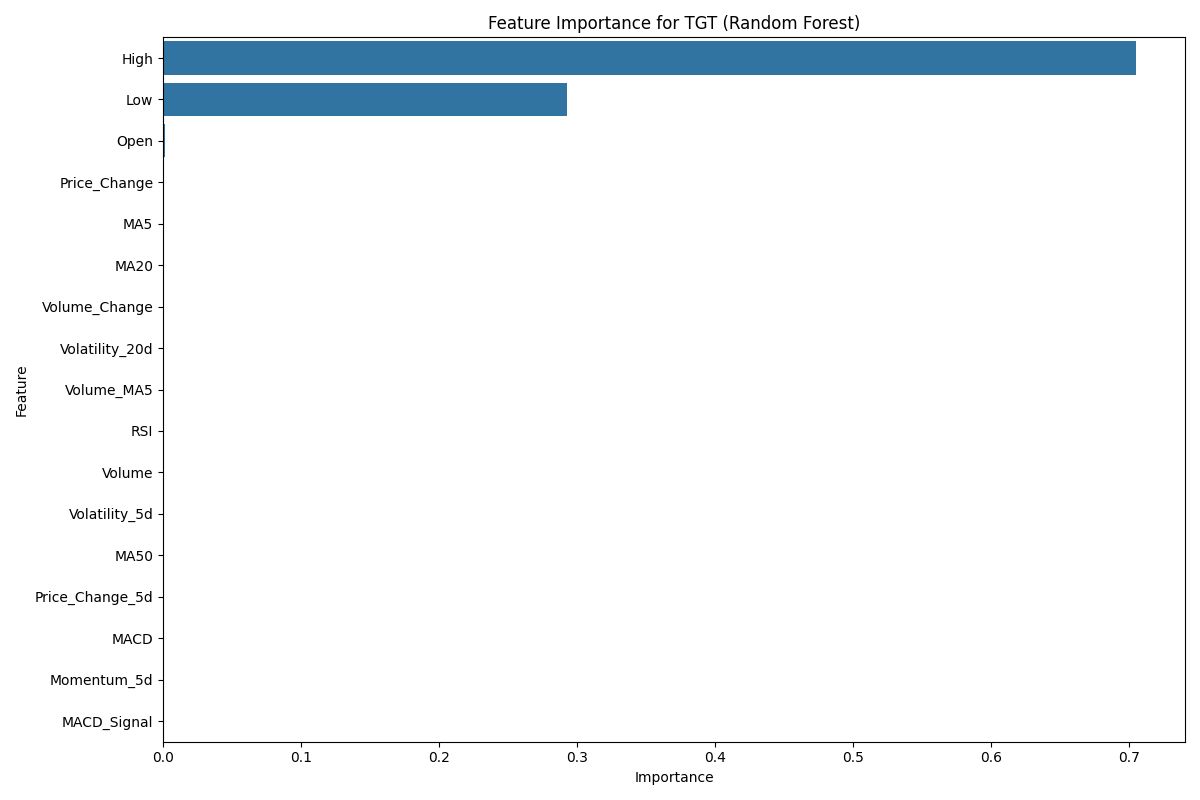 Feature Importance for TGT (Random Forest)
High
Low
Open
Price_Change
MA5
MA20
Volume_Change
Volatility_20d
Volume_MA5
RSI
Volume
Volatility_5d
MA50
Price_Change_5d
MACD
Momentum_5d
MACD_Signal
Feature
0.0 0.1 0.2 0.3 0.4 0.5 0.6 0.7
Importance